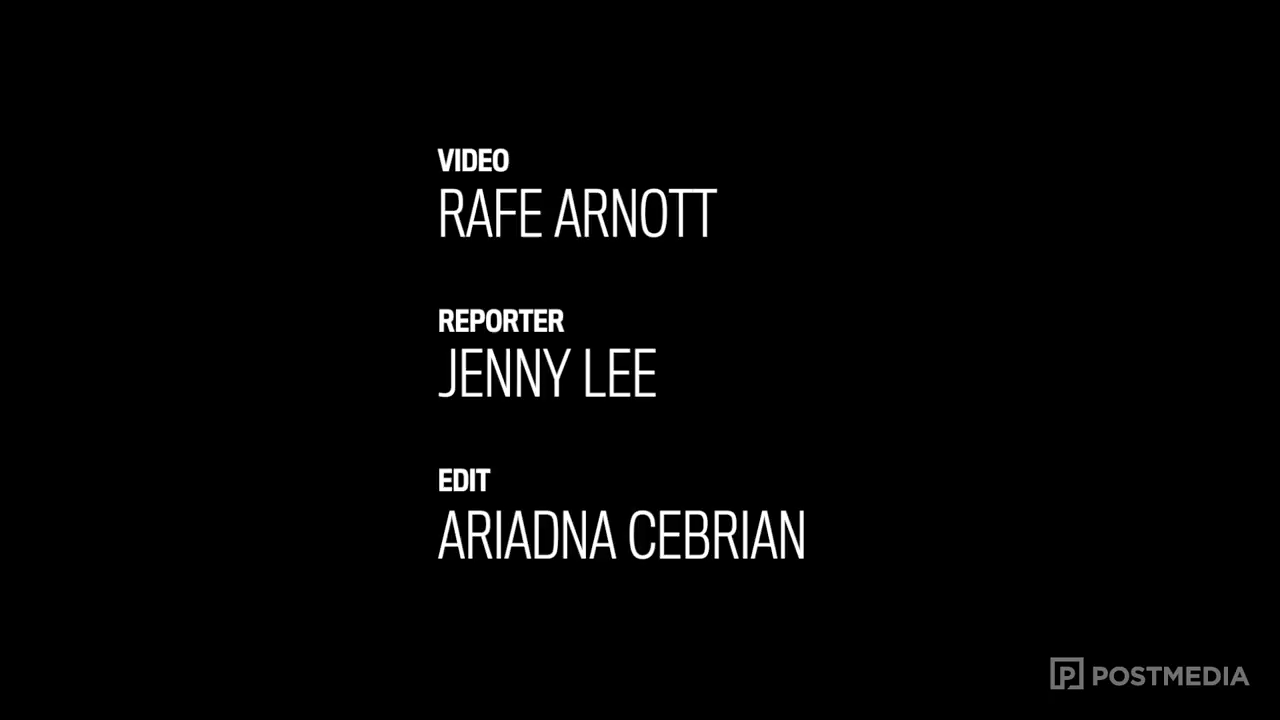 VIDEO
RAFE ARNOTT
REPORTER
JENNY LEE
EDIT
ARIADNA CEBRIAN
P POSTMEDIA